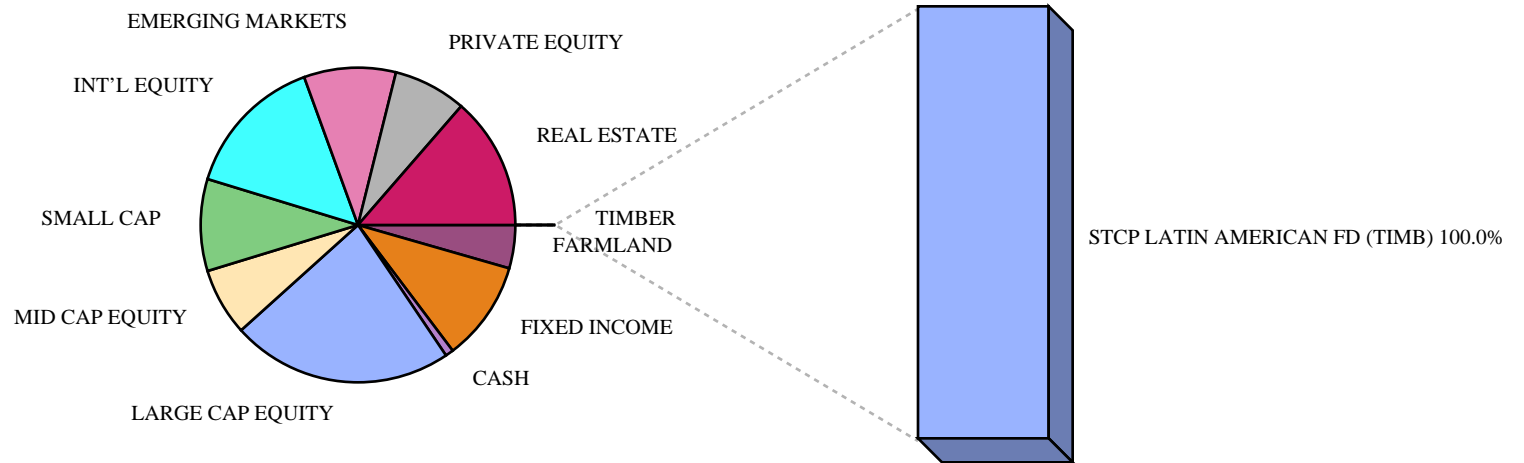 EMERGING MARKETS
PRIVATE EQUITY
INT’L EQUITY
REAL ESTATE
SMALL CAP
TIMBER
FARMLAND
STCP LATIN AMERICAN FD (TIMB) 100.0%
MID CAP EQUITY
FIXED INCOME
CASH
LARGE CAP EQUITY